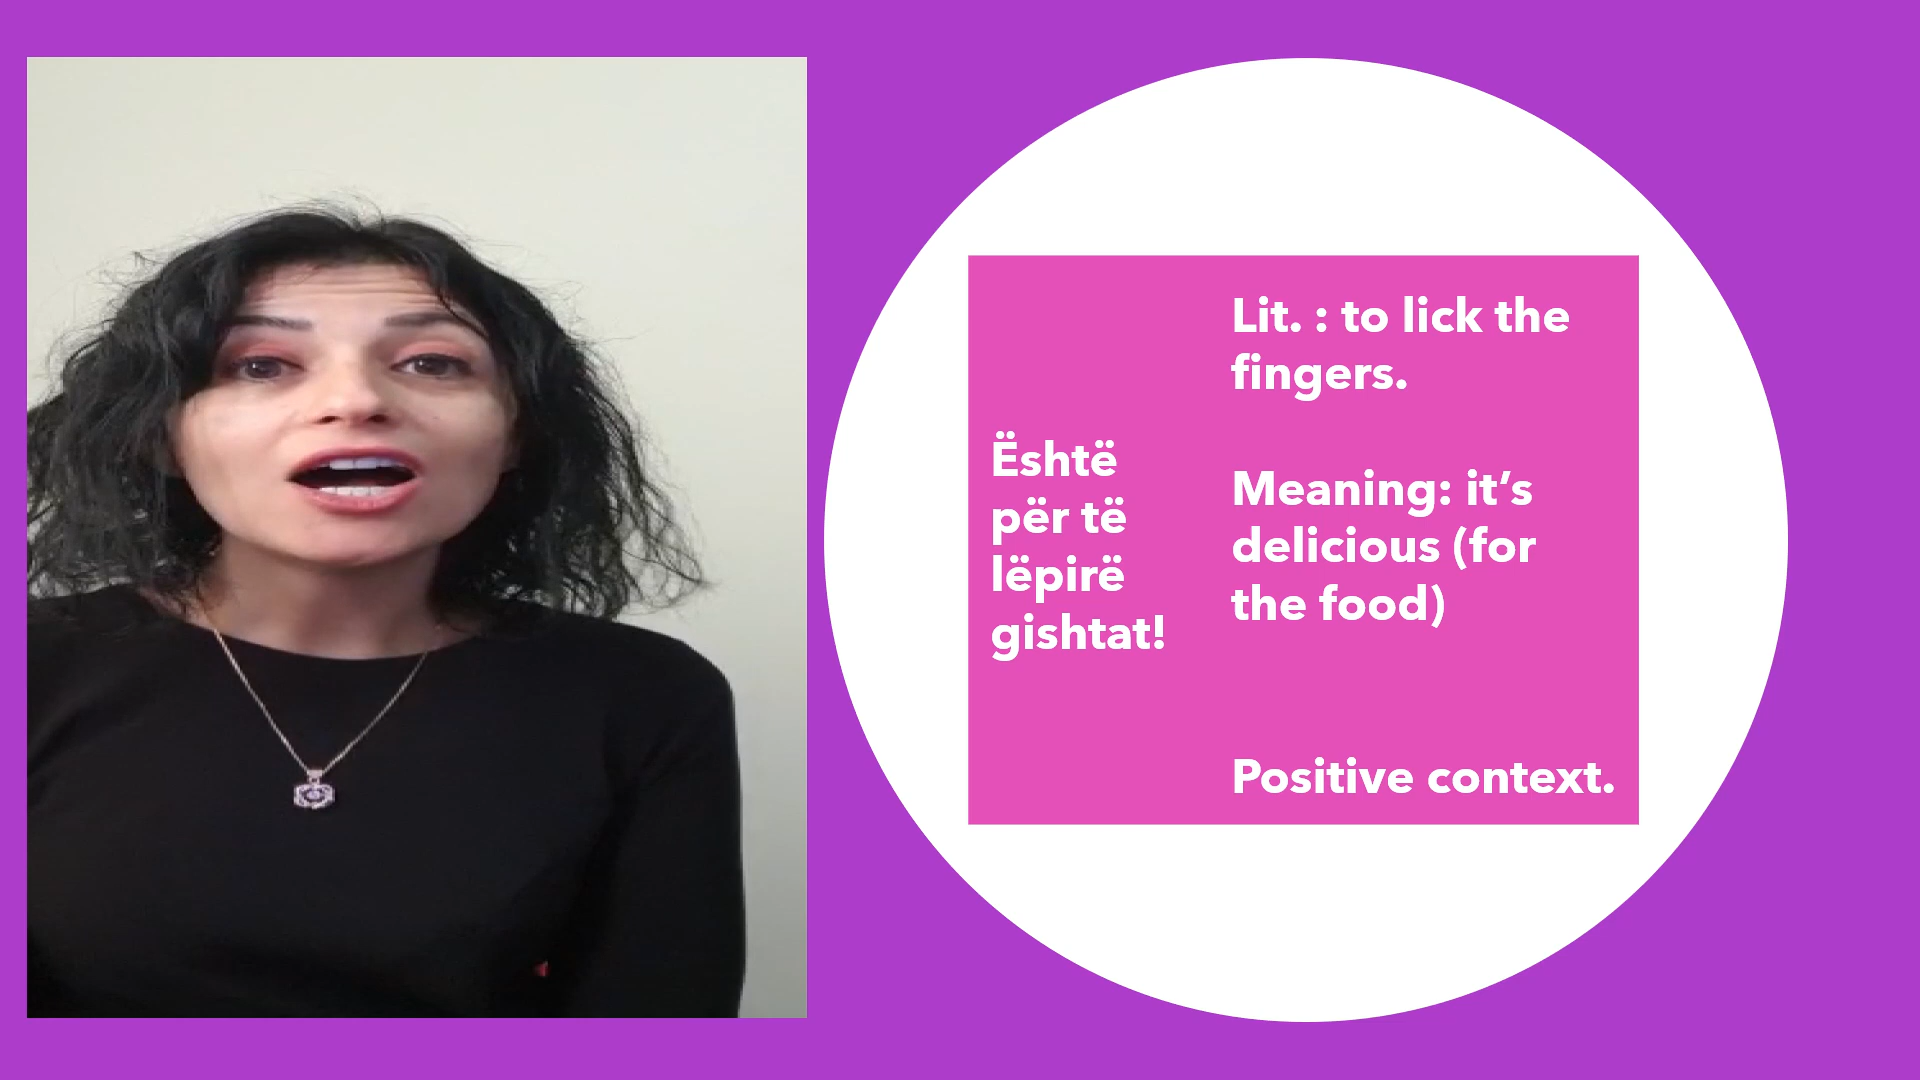 Është
për të
lëpirë
gishtat!
Lit. : to lick the
fingers.
Meaning: it’s
delicious (for
the food)
Positive context.